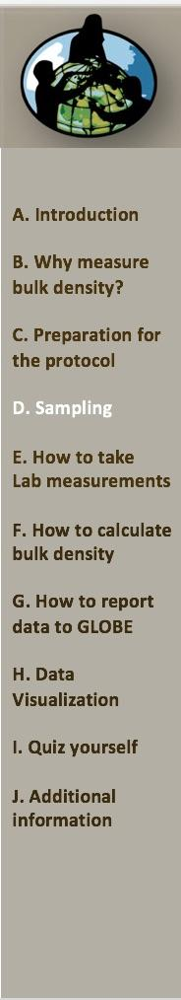 A. Introduction
B. Why measure
bulk density?
C. Preparation for
the protocol
D. Sampling
E. How to take
Lab measurements
F. How to calculate
bulk density
G. How to report
data to GLOBE
H. Data
Visualization
I. Quiz yourself
J. Additional
information